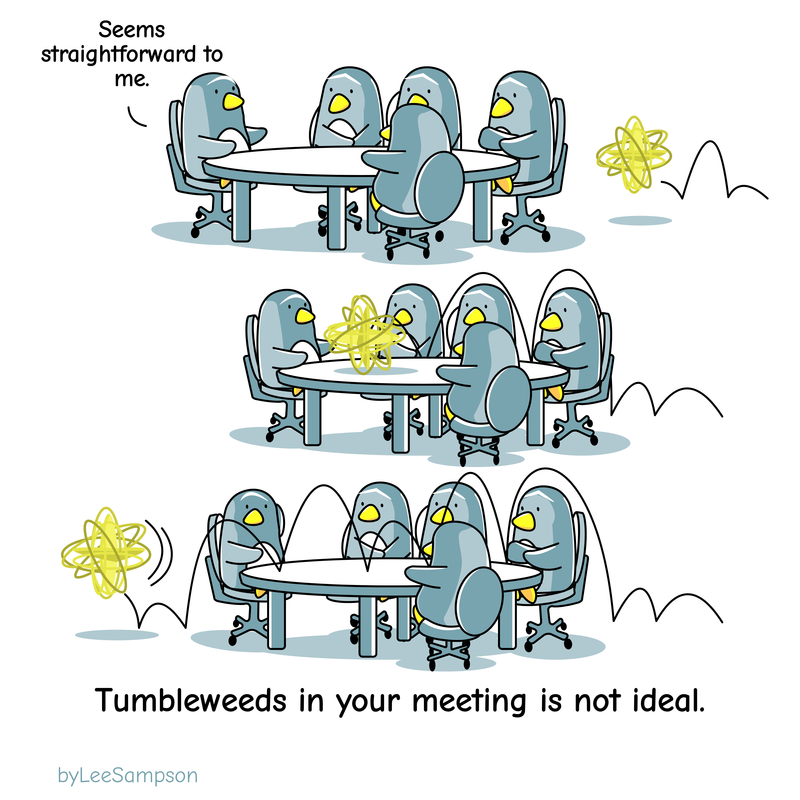 Seems
straightforward to
me.
Tumbleweeds in your meeting is not ideal.
byLeeSampson